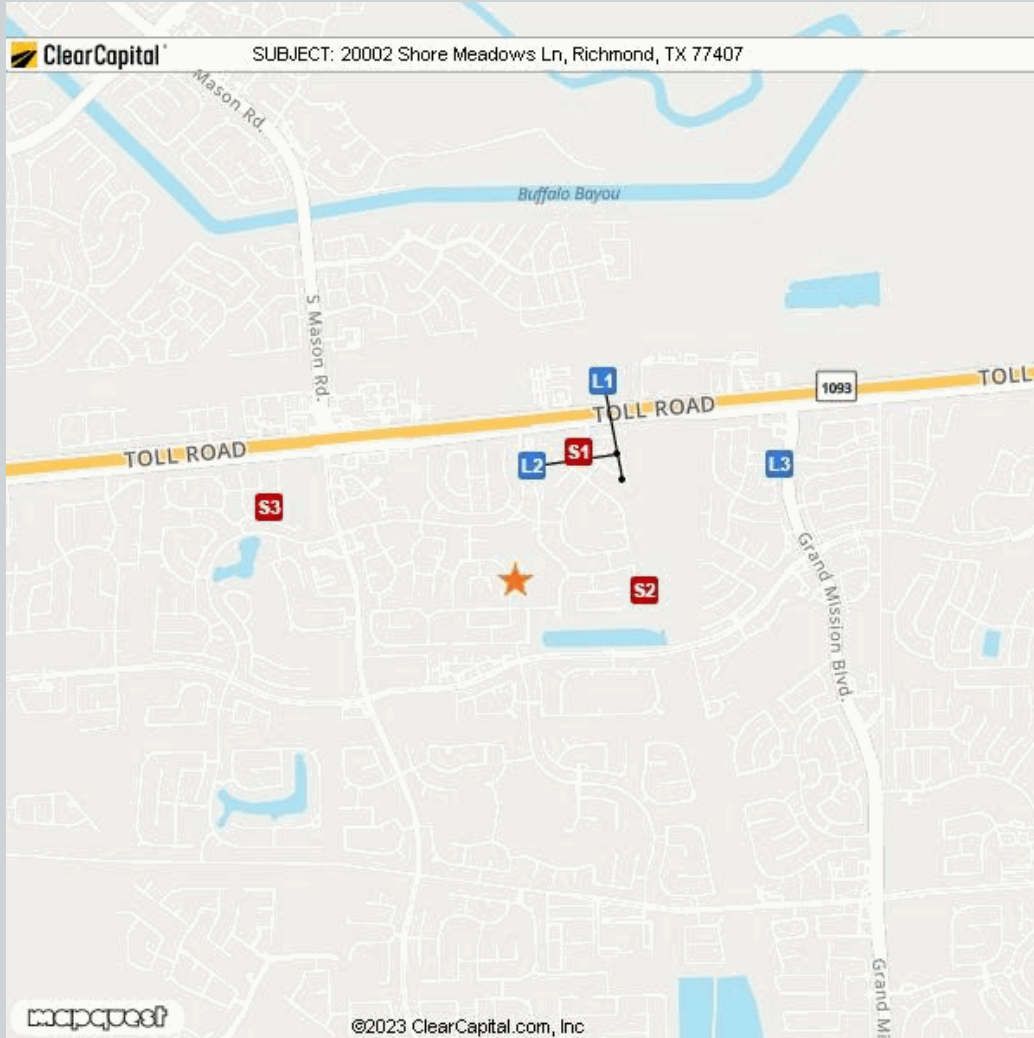 ClearCapital
SUBJECT: 20002 Shore Meadows Ln, Richmond, TX 77407
Mason Rd.
Buffalo Bayou
S Mason Rd.
L1
1093
TOLL
TOLL ROAD
TOLL ROAD
S1
L2
L3
S3
S2
Grand Mission Blvd.
Grand Mi
mapquest
©2023 ClearCapital.com, Inc